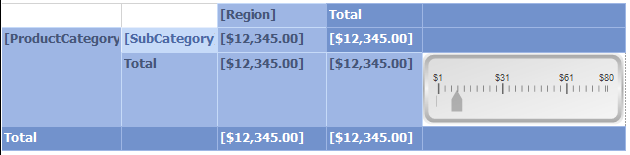 [Region] Total
[ProductCategory [SubCategory [$12,345.00] [$12,345.00]
Total [$12,345.00] [$12,345.00]
$1 $31 $61 $80
Total [$12,345.00] [$12,345.00]